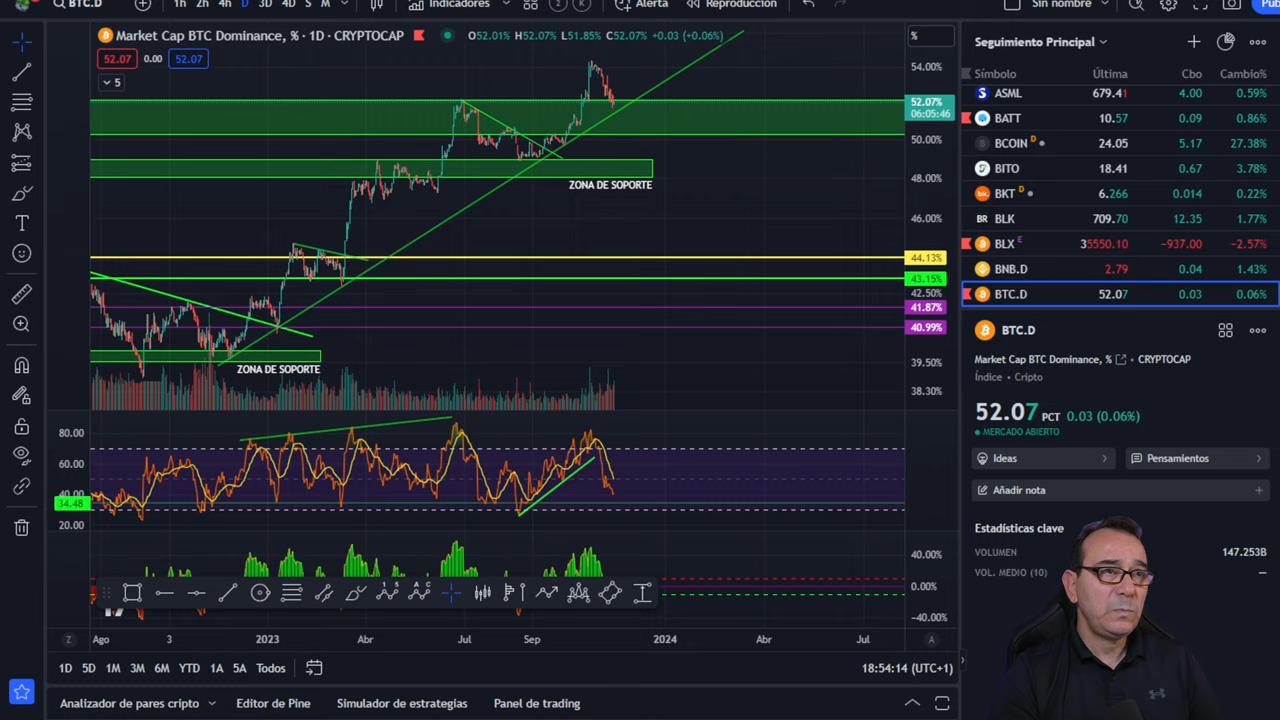 BTC.D 1h 2h 4h D 3D 4D S M Indicadores Alerta Reproducción Sin nombre
Market Cap BTC Dominance, % · 1D · CRYPTOCAP O52.01% H52.07% L51.85% C52.07% +0.03 (+0.06%)
52.07 0.00 52.07
5
%
54.00%
52.07%
06:05:46
50.00%
48.00%
46.00%
44.13%
43.15%
42.50%
41.87%
40.99%
39.50%
38.30%
ZONA DE SOPORTE
ZONA DE SOPORTE
80.00
60.00
40.00
34.48
20.00
40.00%
0.00%
-40.00%
Ago 3 2023 Abr Jul Sep 2024 Abr Jul
Z A
1D 5D 1M 3M 6M YTD 1A 5A Todos 18:54:14 (UTC+1)
Analizador de pares cripto Editor de Pine Simulador de estrategias Panel de trading
Seguimiento Principal
Símbolo Última Cbo Cambio%
ASML 679.41 4.00 0.59%
BATT 10.57 0.09 0.86%
BCOIN D 24.05 5.17 27.38%
BITO 18.41 0.67 3.78%
BKT D 6.266 0.014 0.22%
BLK 709.70 12.35 1.77%
BLX E 35550.10 −937.00 −2.57%
BNB.D 2.79 0.04 1.43%
BTC.D 52.07 0.03 0.06%
BTC.D
Market Cap BTC Dominance, % · CRYPTOCAP
Índice · Cripto
52.07 PCT 0.03 (0.06%)
MERCADO ABIERTO
Ideas Pensamientos
Añadir nota
Estadísticas clave
VOLUMEN 147.253B
VOL. MEDIO (10) –